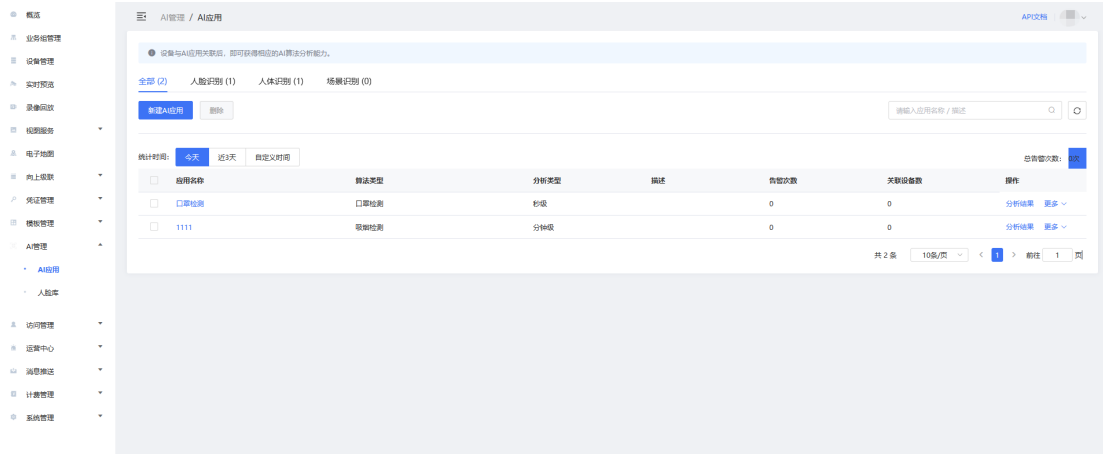 概览
业务组管理
设备管理
实时预览
录像回放
视图服务
电子地图
向上级联
凭证管理
模板管理
AI管理
AI应用
人脸库
访问管理
运营中心
消息推送
计费管理
系统管理
AI管理 / AI应用
API文档
设备与AI应用关联后，即可获得相应的AI算法分析能力。
全部 (2) 人脸识别 (1) 人体识别 (1) 场景识别 (0)
新建AI应用 删除 请输入应用名称 / 描述
统计时间： 今天 近3天 自定义时间 总告警次数： 0次
应用名称 算法类型 分析类型 描述 告警次数 关联设备数 操作
口罩检测 口罩检测 秒级 0 0 分析结果 更多
1111 吸烟检测 分钟级 0 0 分析结果 更多
共 2 条 10条/页 1 前往 1 页